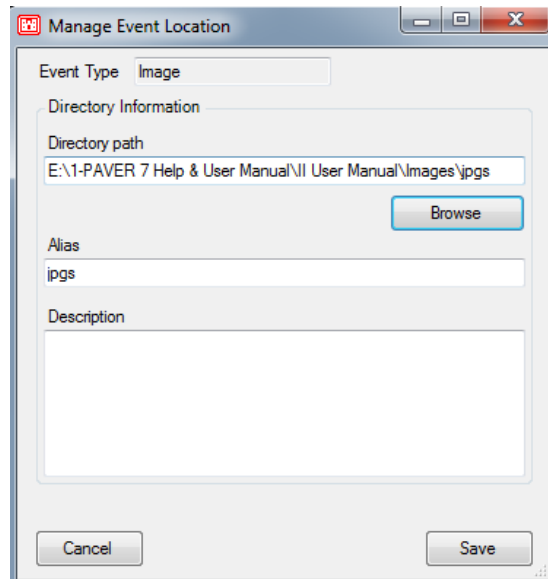 Manage Event Location
Event Type Image
Directory Information
Directory path
E:\1-PAVER 7 Help & User Manual\II User Manual\Images\jpgs
Browse
Alias
jpgs
Description
Cancel Save